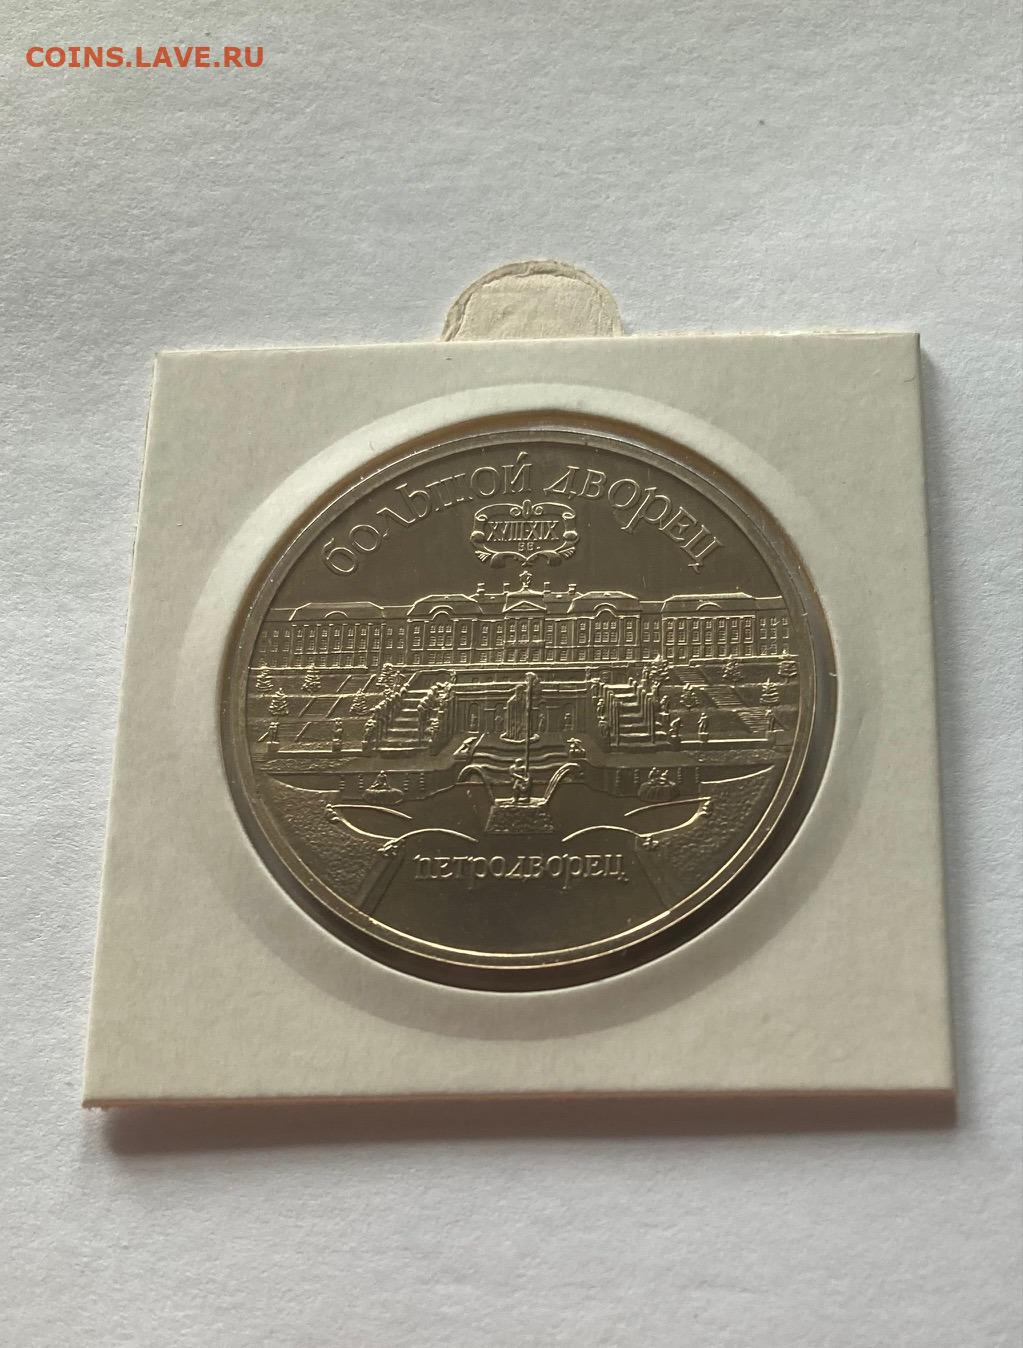 COINS.LAVE.RU
БОЛЬШОЙ ДВОРЕЦ
XVIII-XIX
ВВ.
ПЕТРОДВОРЕЦ